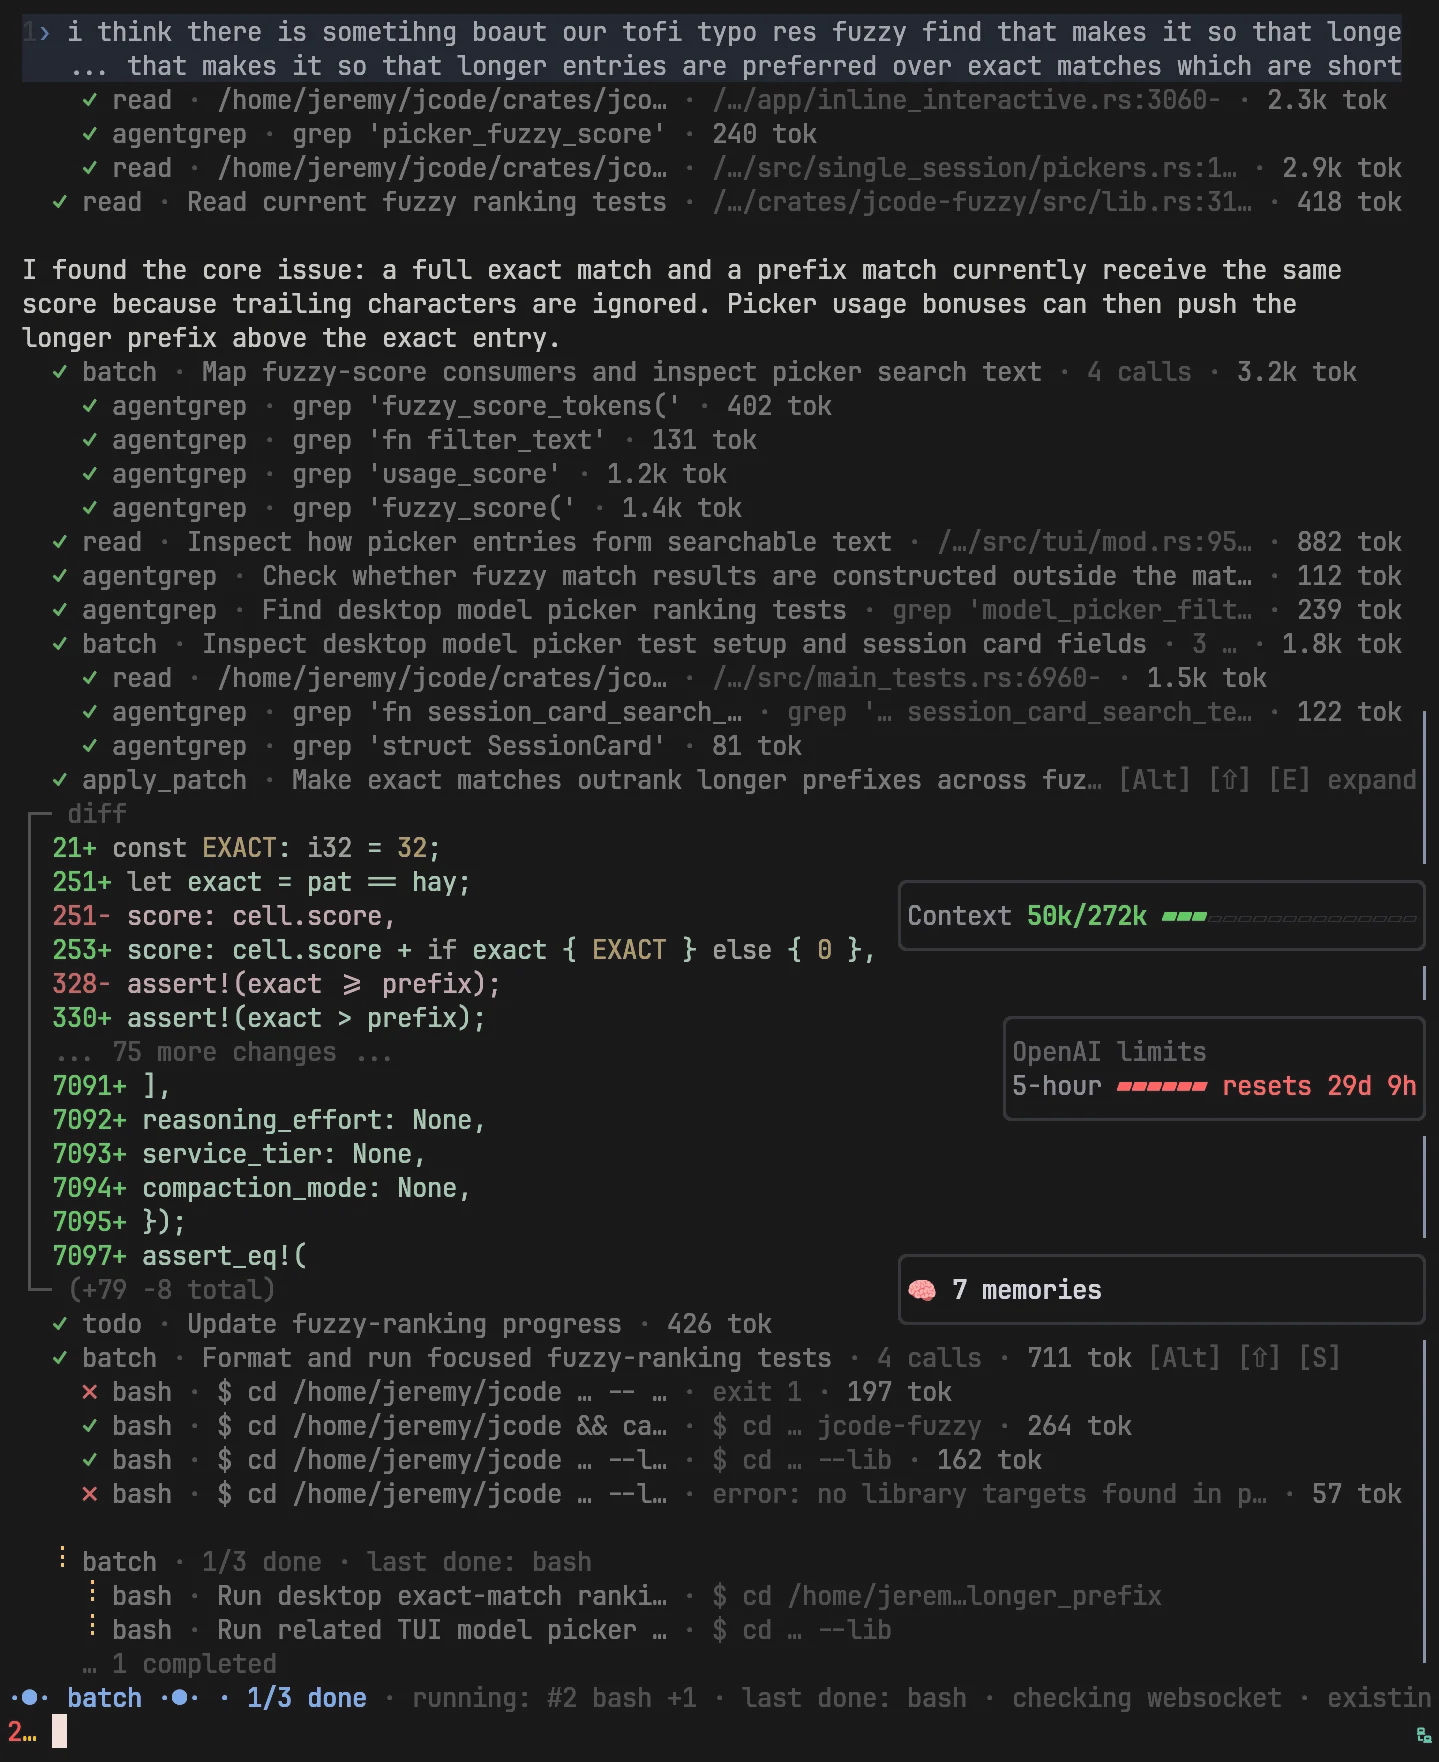 1› i think there is sometihng boaut our tofi typo res fuzzy find that makes it so that longe
... that makes it so that longer entries are preferred over exact matches which are short
✓ read · /home/jeremy/jcode/crates/jco… · /…/app/inline_interactive.rs:3060- · 2.3k tok
✓ agentgrep · grep 'picker_fuzzy_score' · 240 tok
✓ read · /home/jeremy/jcode/crates/jco… · /…/src/single_session/pickers.rs:1… · 2.9k tok
✓ read · Read current fuzzy ranking tests · /…/crates/jcode-fuzzy/src/lib.rs:31… · 418 tok
I found the core issue: a full exact match and a prefix match currently receive the same
score because trailing characters are ignored. Picker usage bonuses can then push the
longer prefix above the exact entry.
✓ batch · Map fuzzy-score consumers and inspect picker search text · 4 calls · 3.2k tok
✓ agentgrep · grep 'fuzzy_score_tokens(' · 402 tok
✓ agentgrep · grep 'fn filter_text' · 131 tok
✓ agentgrep · grep 'usage_score' · 1.2k tok
✓ agentgrep · grep 'fuzzy_score(' · 1.4k tok
✓ read · Inspect how picker entries form searchable text · /…/src/tui/mod.rs:95… · 882 tok
✓ agentgrep · Check whether fuzzy match results are constructed outside the mat… · 112 tok
✓ agentgrep · Find desktop model picker ranking tests · grep 'model_picker_filt… · 239 tok
✓ batch · Inspect desktop model picker test setup and session card fields · 3 … · 1.8k tok
✓ read · /home/jeremy/jcode/crates/jco… · /…/src/main_tests.rs:6960- · 1.5k tok
✓ agentgrep · grep 'fn session_card_search_… · grep '… session_card_search_te… · 122 tok
✓ agentgrep · grep 'struct SessionCard' · 81 tok
✓ apply_patch · Make exact matches outrank longer prefixes across fuz… [Alt] [⇧] [E] expand
diff
21+ const EXACT: i32 = 32;
251+ let exact = pat == hay;
251- score: cell.score,
253+ score: cell.score + if exact { EXACT } else { 0 },
328- assert!(exact >= prefix);
330+ assert!(exact > prefix);
... 75 more changes ...
7091+ ],
7092+ reasoning_effort: None,
7093+ service_tier: None,
7094+ compaction_mode: None,
7095+ });
7097+ assert_eq!(
(+79 -8 total)
Context 50k/272k
OpenAI limits
5-hour resets 29d 9h
🧠 7 memories
✓ todo · Update fuzzy-ranking progress · 426 tok
✓ batch · Format and run focused fuzzy-ranking tests · 4 calls · 711 tok [Alt] [⇧] [S]
✕ bash · $ cd /home/jeremy/jcode … -- … · exit 1 · 197 tok
✓ bash · $ cd /home/jeremy/jcode && ca… · $ cd … jcode-fuzzy · 264 tok
✓ bash · $ cd /home/jeremy/jcode … --l… · $ cd … --lib · 162 tok
✕ bash · $ cd /home/jeremy/jcode … --l… · error: no library targets found in p… · 57 tok
batch · 1/3 done · last done: bash
bash · Run desktop exact-match ranki… · $ cd /home/jerem…longer_prefix
bash · Run related TUI model picker … · $ cd … --lib
… 1 completed
·●· batch ·●· · 1/3 done · running: #2 bash +1 · last done: bash · checking websocket · existin
2…